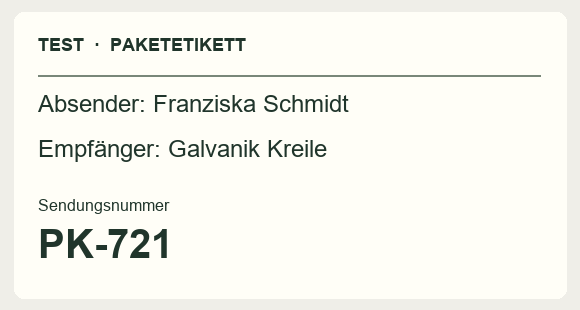 TEST · PAKETETIKETT
Absender: Franziska Schmidt
Empfänger: Galvanik Kreile
Sendungsnummer
PK-721